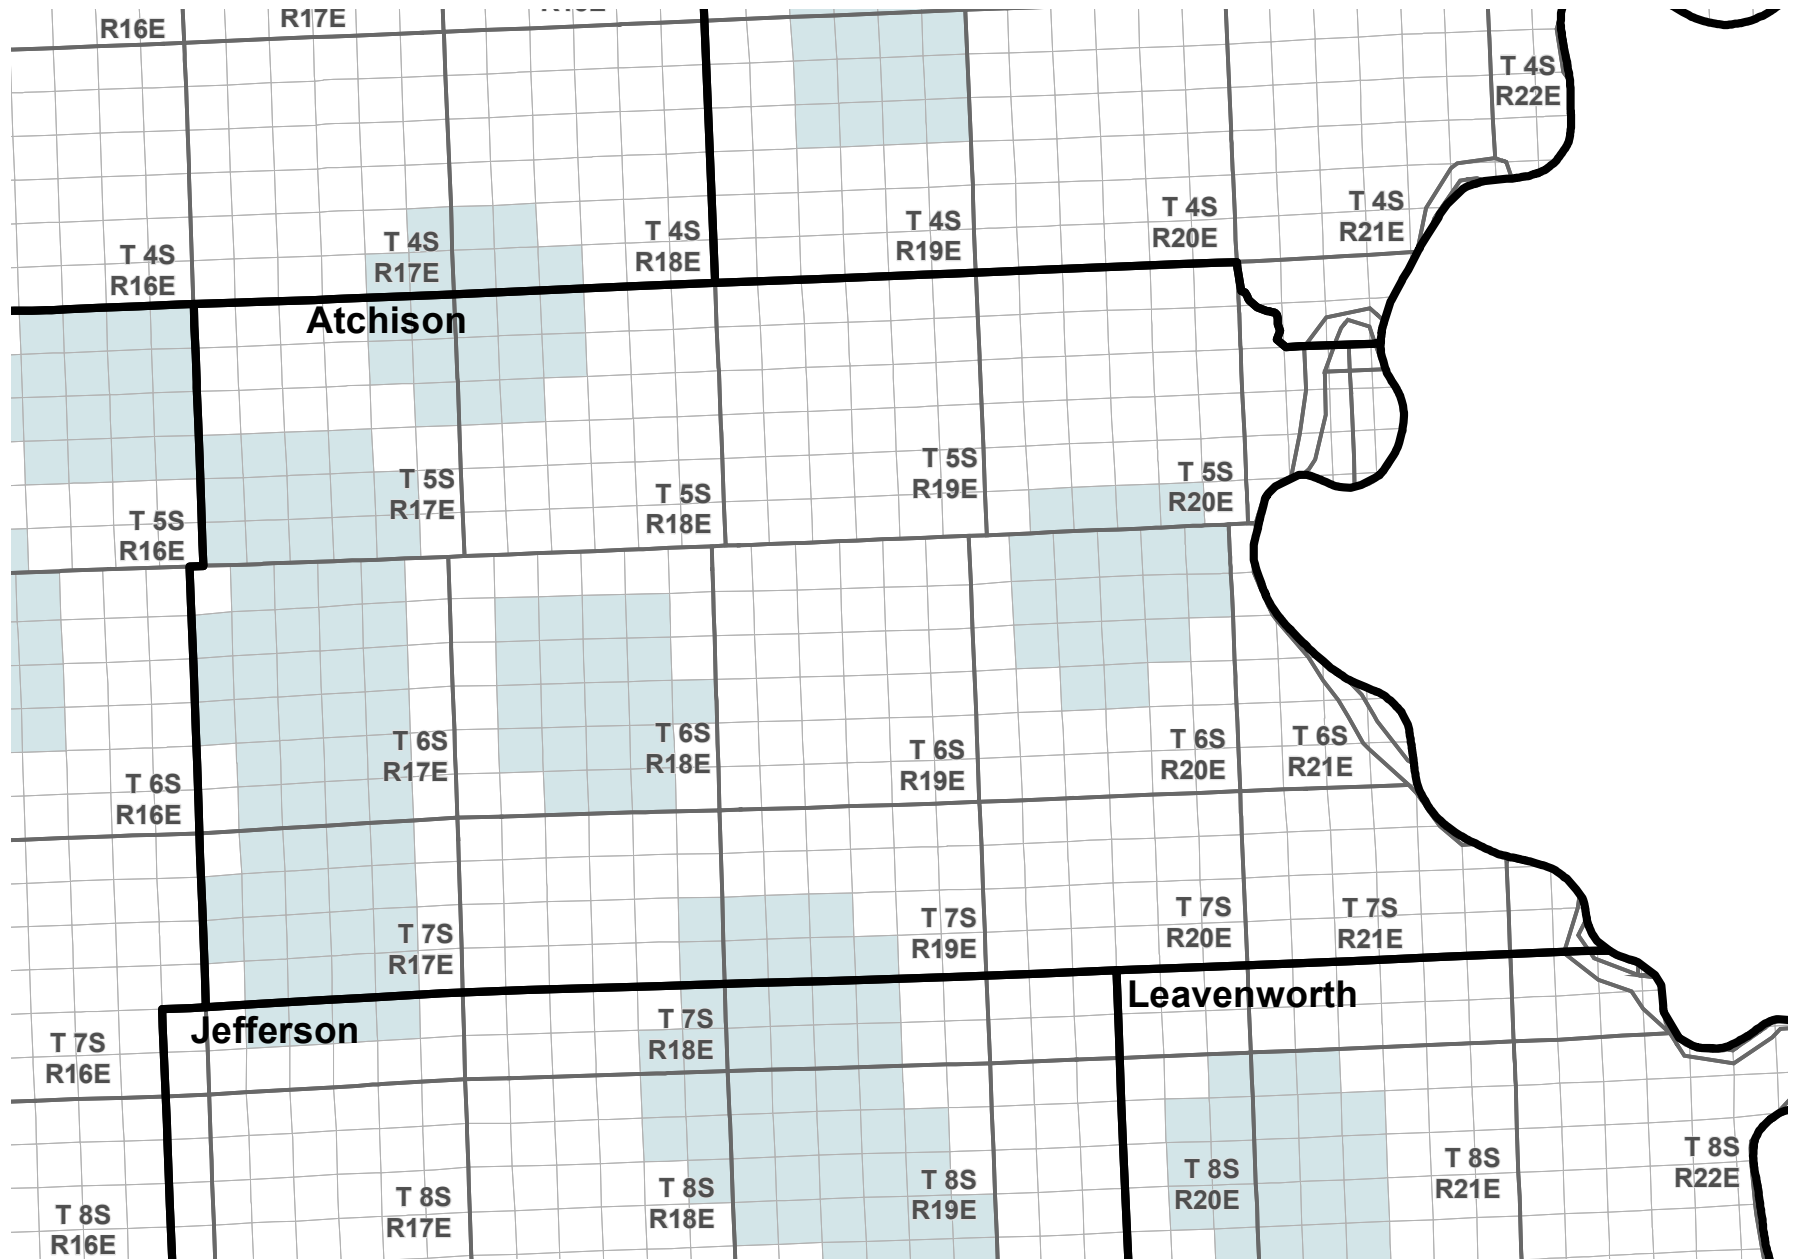 R16E
R17E
T 4S
R22E
T 4S
R16E
T 4S
R17E
T 4S
R18E
T 4S
R19E
T 4S
R20E
T 4S
R21E
Atchison
T 5S
R16E
T 5S
R17E
T 5S
R18E
T 5S
R19E
T 5S
R20E
T 6S
R16E
T 6S
R17E
T 6S
R18E
T 6S
R19E
T 6S
R20E
T 6S
R21E
T 7S
R17E
T 7S
R19E
T 7S
R20E
T 7S
R21E
Leavenworth
Jefferson
T 7S
R16E
T 7S
R18E
T 8S
R16E
T 8S
R17E
T 8S
R18E
T 8S
R19E
T 8S
R20E
T 8S
R21E
T 8S
R22E